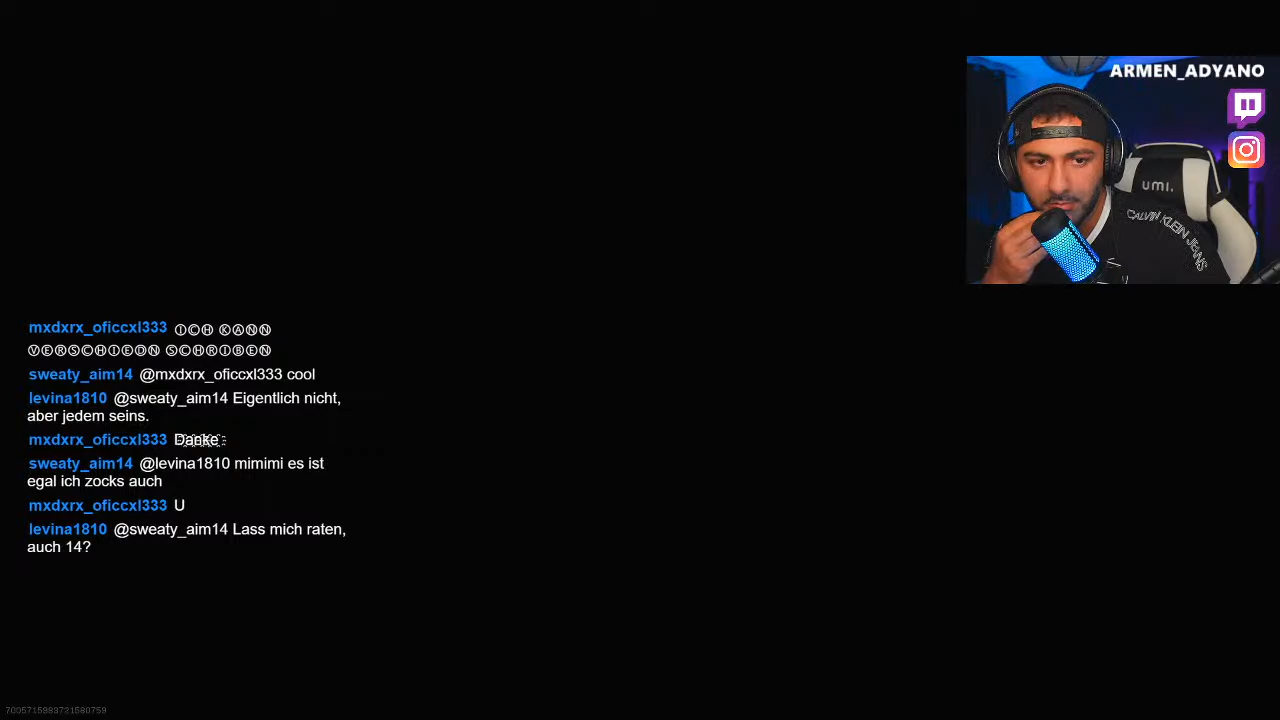 ARMEN_ADYANO
umi.
CALVIN KLEIN JEANS
mxdxrx_oficcxl333 ⒾⒸⒽ ⓀⒶⓃⓃ
ⓋⒺⓇⓈⒸⒽⒾⒺⒹⓃ ⓈⒸⒽⓇⒾⒷⒺⓃ
sweaty_aim14 @mxdxrx_oficcxl333 cool
levina1810 @sweaty_aim14 Eigentlich nicht,
aber jedem seins.
mxdxrx_oficcxl333 Danke
sweaty_aim14 @levina1810 mimimi es ist
egal ich zocks auch
mxdxrx_oficcxl333 U
levina1810 @sweaty_aim14 Lass mich raten,
auch 14?
7005715983721580759